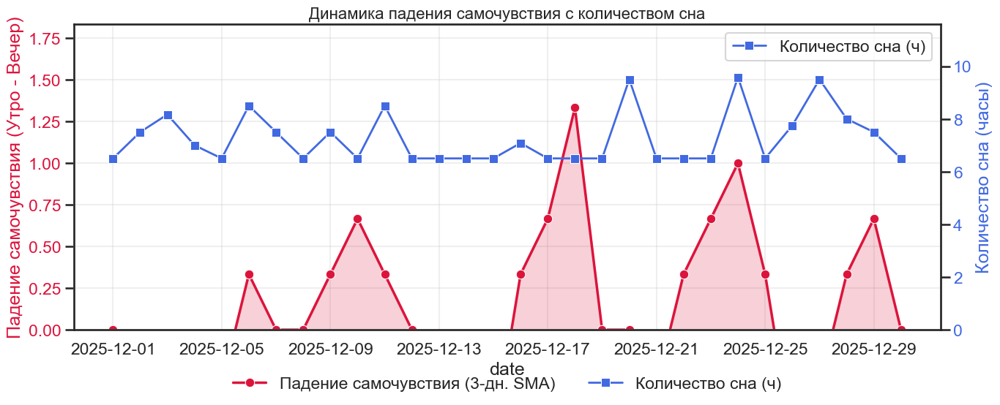 Динамика падения самочувствия с количеством сна
Падение самочувствия (Утро - Вечер)
1.75
1.50
1.25
1.00
0.75
0.50
0.25
0.00
Количество сна (ч)
10
8
6
4
2
0
Количество сна (часы)
2025-12-01 2025-12-05 2025-12-09 2025-12-13 2025-12-17 2025-12-21 2025-12-25 2025-12-29
date
Падение самочувствия (3-дн. SMA) Количество сна (ч)